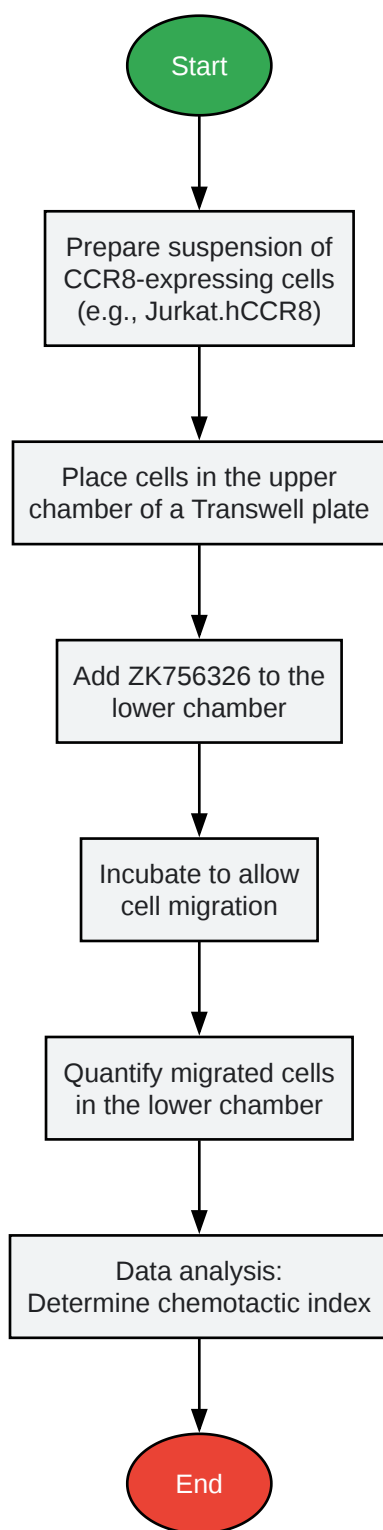 Start
Prepare suspension of
CCR8-expressing cells
(e.g., Jurkat.hCCR8)
Place cells in the upper
chamber of a Transwell plate
Add ZK756326 to the
lower chamber
Incubate to allow
cell migration
Quantify migrated cells
in the lower chamber
Data analysis:
Determine chemotactic index
End